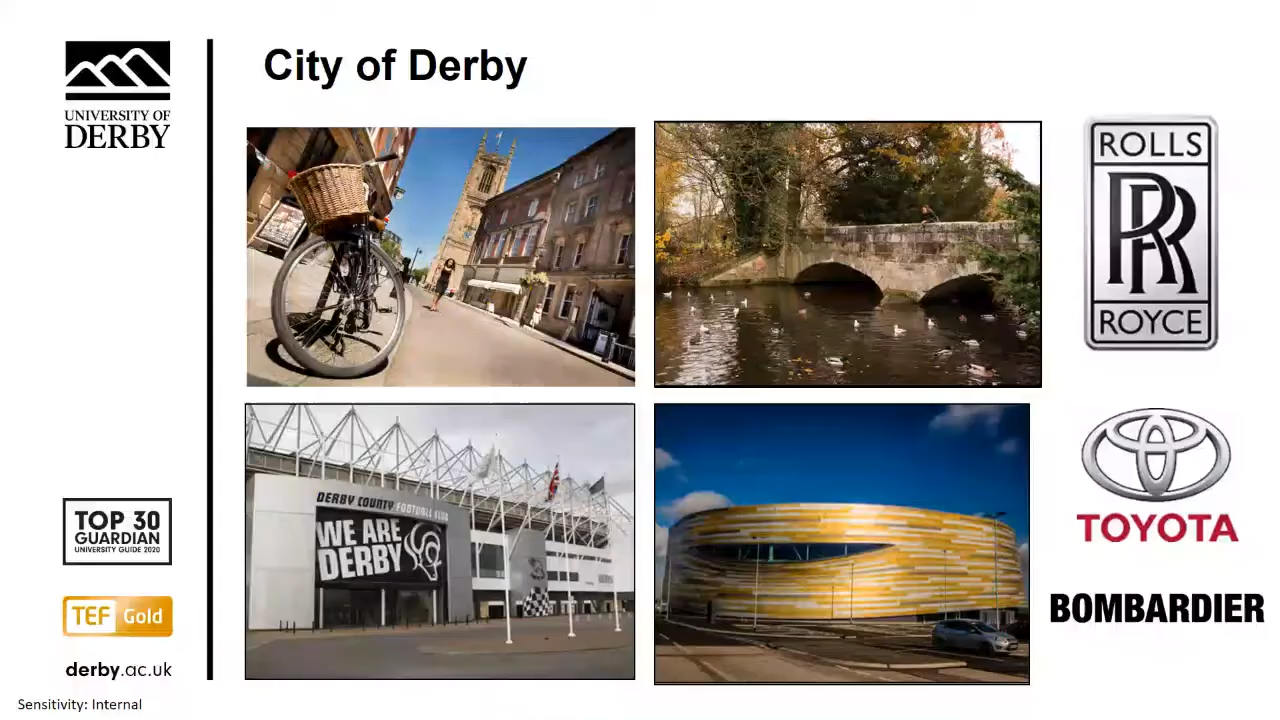 UNIVERSITY OF
DERBY
City of Derby
DERBY COUNTY FOOTBALL CLUB
WE ARE
DERBY
ROLLS
RR
ROYCE
TOYOTA
BOMBARDIER
TOP 30
GUARDIAN
UNIVERSITY GUIDE 2020
TEF Gold
derby.ac.uk
Sensitivity: Internal